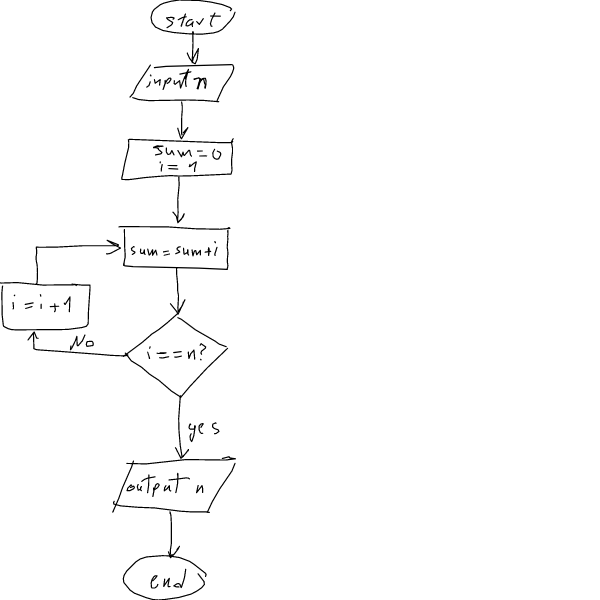 start
input n
sum=0
i=1
sum=sum+i
i=i+1
No
i==n?
yes
output n
end